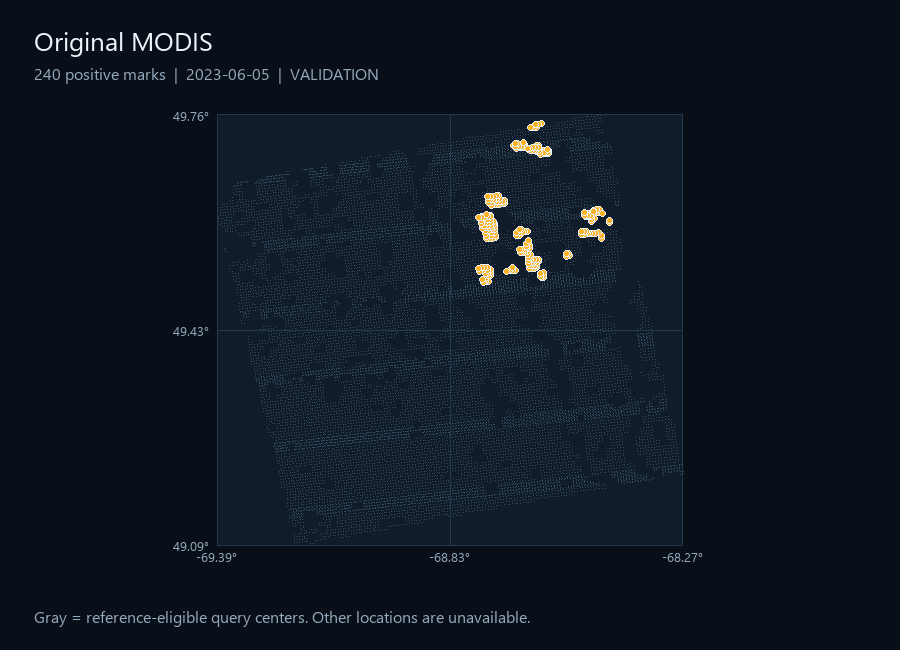 Original MODIS
240 positive marks | 2023-06-05 | VALIDATION
49.76°
49.43°
49.09°
-69.39° -68.83° -68.27°
Gray = reference-eligible query centers. Other locations are unavailable.